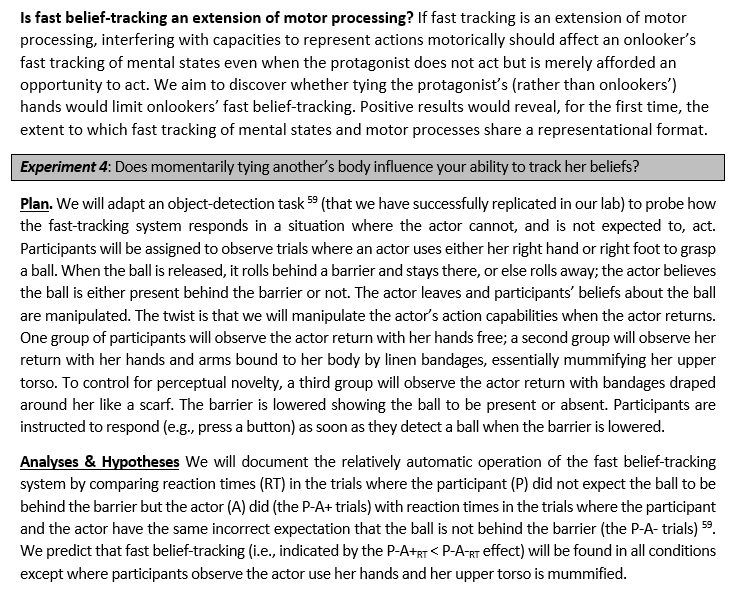 Is fast belief-tracking an extension of motor processing? If fast tracking is an extension of motor
processing, interfering with capacities to represent actions motorically should affect an onlooker’s
fast tracking of mental states even when the protagonist does not act but is merely afforded an
opportunity to act. We aim to discover whether tying the protagonist’s (rather than onlookers’)
hands would limit onlookers’ fast belief-tracking. Positive results would reveal, for the first time, the
extent to which fast tracking of mental states and motor processes share a representational format.
Experiment 4: Does momentarily tying another’s body influence your ability to track her beliefs?
Plan. We will adapt an object-detection task 59 (that we have successfully replicated in our lab) to probe how
the fast-tracking system responds in a situation where the actor cannot, and is not expected to, act.
Participants will be assigned to observe trials where an actor uses either her right hand or right foot to grasp
a ball. When the ball is released, it rolls behind a barrier and stays there, or else rolls away; the actor believes
the ball is either present behind the barrier or not. The actor leaves and participants’ beliefs about the ball
are manipulated. The twist is that we will manipulate the actor’s action capabilities when the actor returns.
One group of participants will observe the actor return with her hands free; a second group will observe her
return with her hands and arms bound to her body by linen bandages, essentially mummifying her upper
torso. To control for perceptual novelty, a third group will observe the actor return with bandages draped
around her like a scarf. The barrier is lowered showing the ball to be present or absent. Participants are
instructed to respond (e.g., press a button) as soon as they detect a ball when the barrier is lowered.
Analyses & Hypotheses We will document the relatively automatic operation of the fast belief-tracking
system by comparing reaction times (RT) in the trials where the participant (P) did not expect the ball to be
behind the barrier but the actor (A) did (the P-A+ trials) with reaction times in the trials where the participant
and the actor have the same incorrect expectation that the ball is not behind the barrier (the P-A- trials) 59.
We predict that fast belief-tracking (i.e., indicated by the P-A+RT < P-A-RT effect) will be found in all conditions
except where participants observe the actor use her hands and her upper torso is mummified.